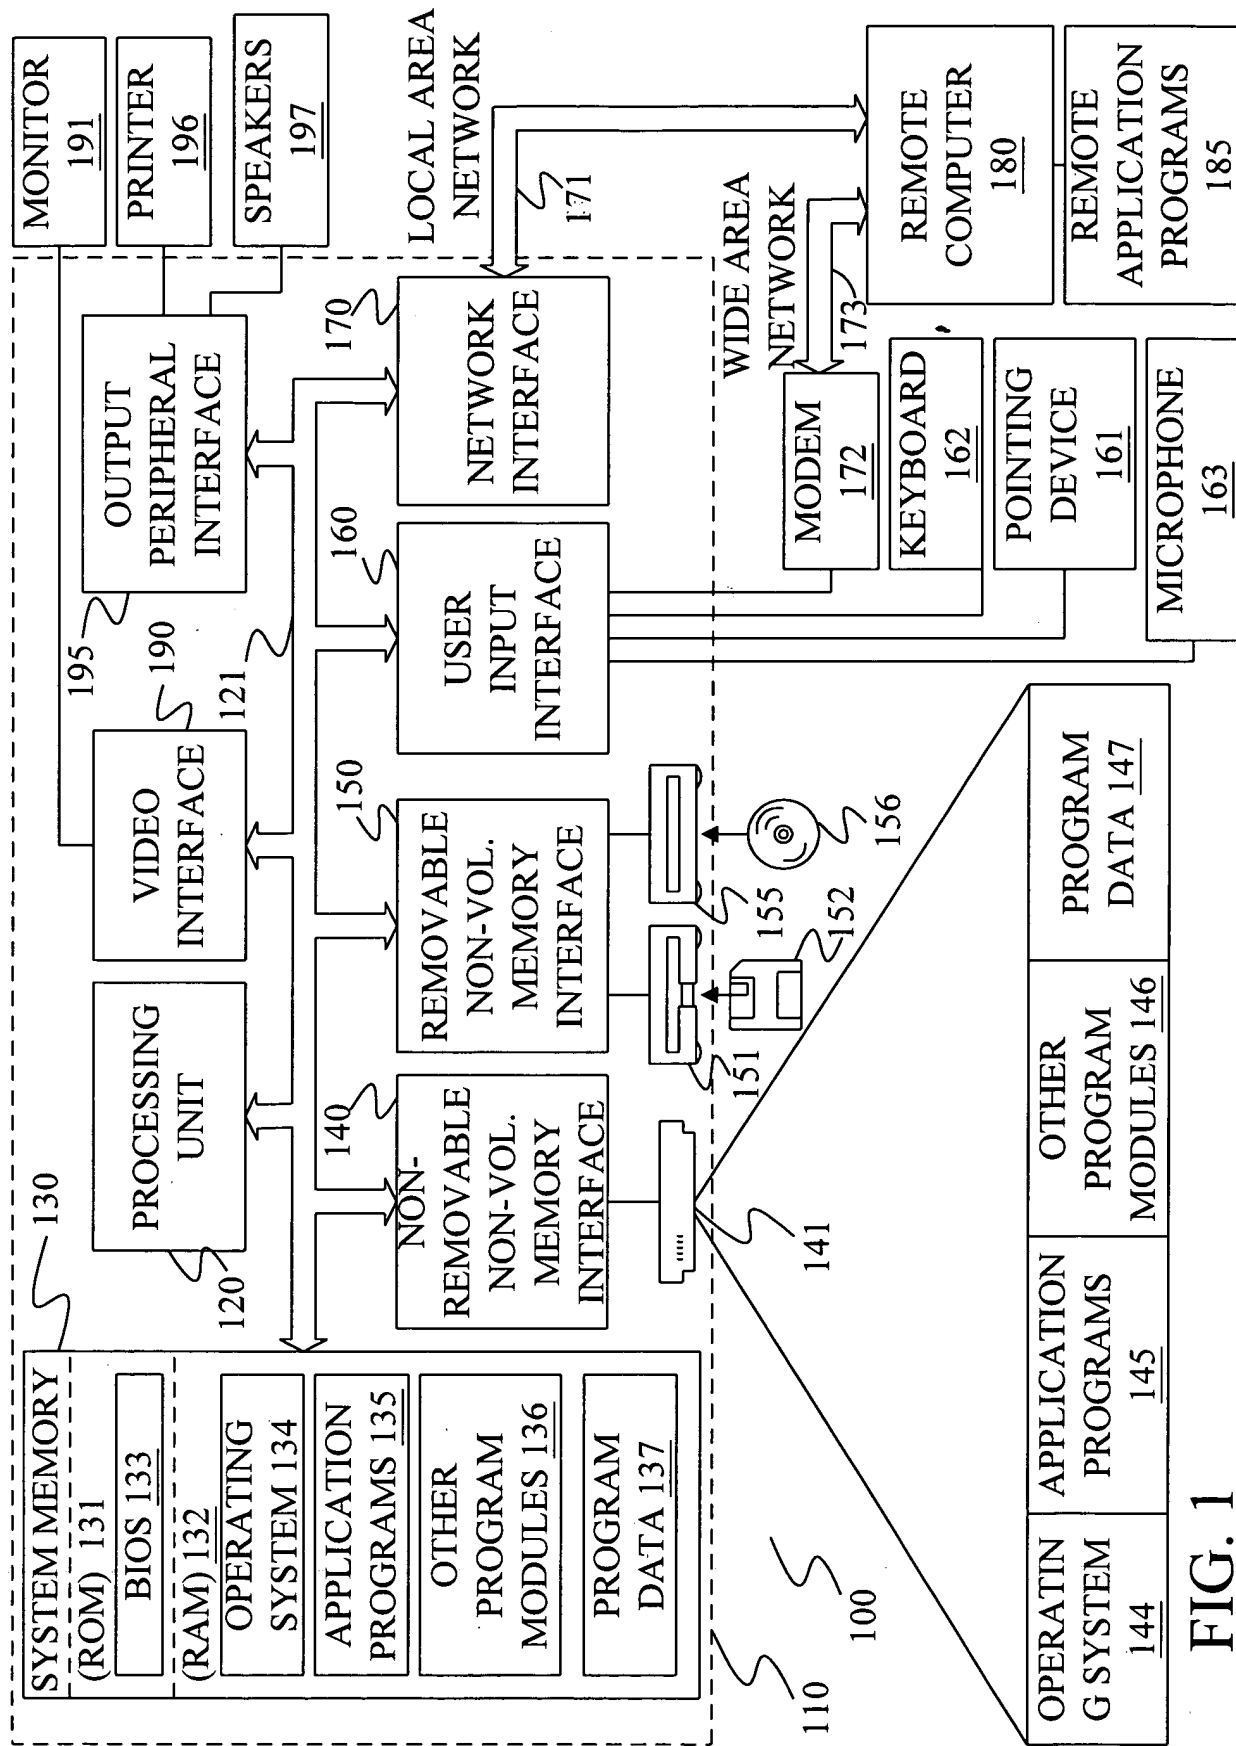 SYSTEM MEMORY
(ROM) 131
BIOS 133
(RAM) 132
OPERATING
SYSTEM 134
APPLICATION
PROGRAMS 135
OTHER
PROGRAM
MODULES 136
PROGRAM
DATA 137
130
PROCESSING
UNIT
120
VIDEO
INTERFACE
190
121
OUTPUT
PERIPHERAL
INTERFACE
195
MONITOR
191
PRINTER
196
SPEAKERS
197
NON-
REMOVABLE
NON-VOL.
MEMORY
INTERFACE
140
REMOVABLE
NON-VOL.
MEMORY
INTERFACE
150
USER
INPUT
INTERFACE
160
NETWORK
INTERFACE
170
LOCAL AREA
NETWORK
171
WIDE AREA
NETWORK
173
141
151
152
155
156
MODEM
172
KEYBOARD
162
POINTING
DEVICE
161
MICROPHONE
163
REMOTE
COMPUTER
180
REMOTE
APPLICATION
PROGRAMS
185
110
100
OPERATIN
G SYSTEM
144
APPLICATION
PROGRAMS
145
OTHER
PROGRAM
MODULES 146
PROGRAM
DATA 147
FIG. 1